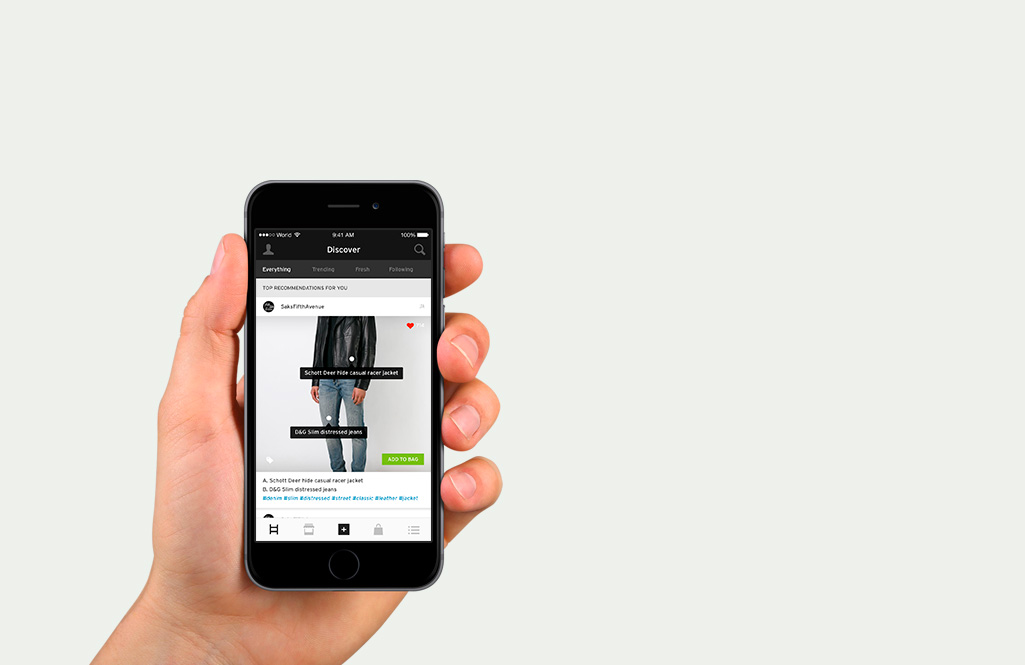 World 9:41 AM 100%
Discover
Everything Trending Fresh Following
TOP RECOMMENDATIONS FOR YOU
SaksFifthAvenue
Schott Deer hide casual racer jacket
D&G Slim distressed jeans
ADD TO BAG
A. Schott Deer hide casual racer jacket
B. D&G Slim distressed jeans
#denim #slim #distressed #street #classic #leather #jacket